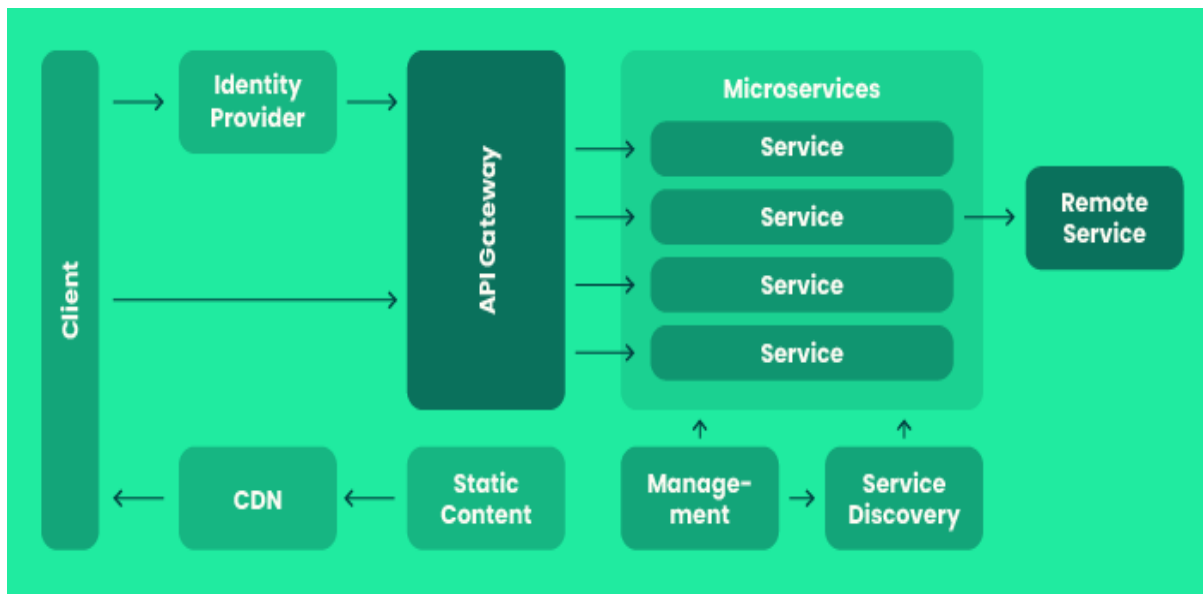 Client
Identity
Provider
API Gateway
Microservices
Service
Service
Service
Service
Remote
Service
CDN
Static
Content
Manage-
ment
Service
Discovery